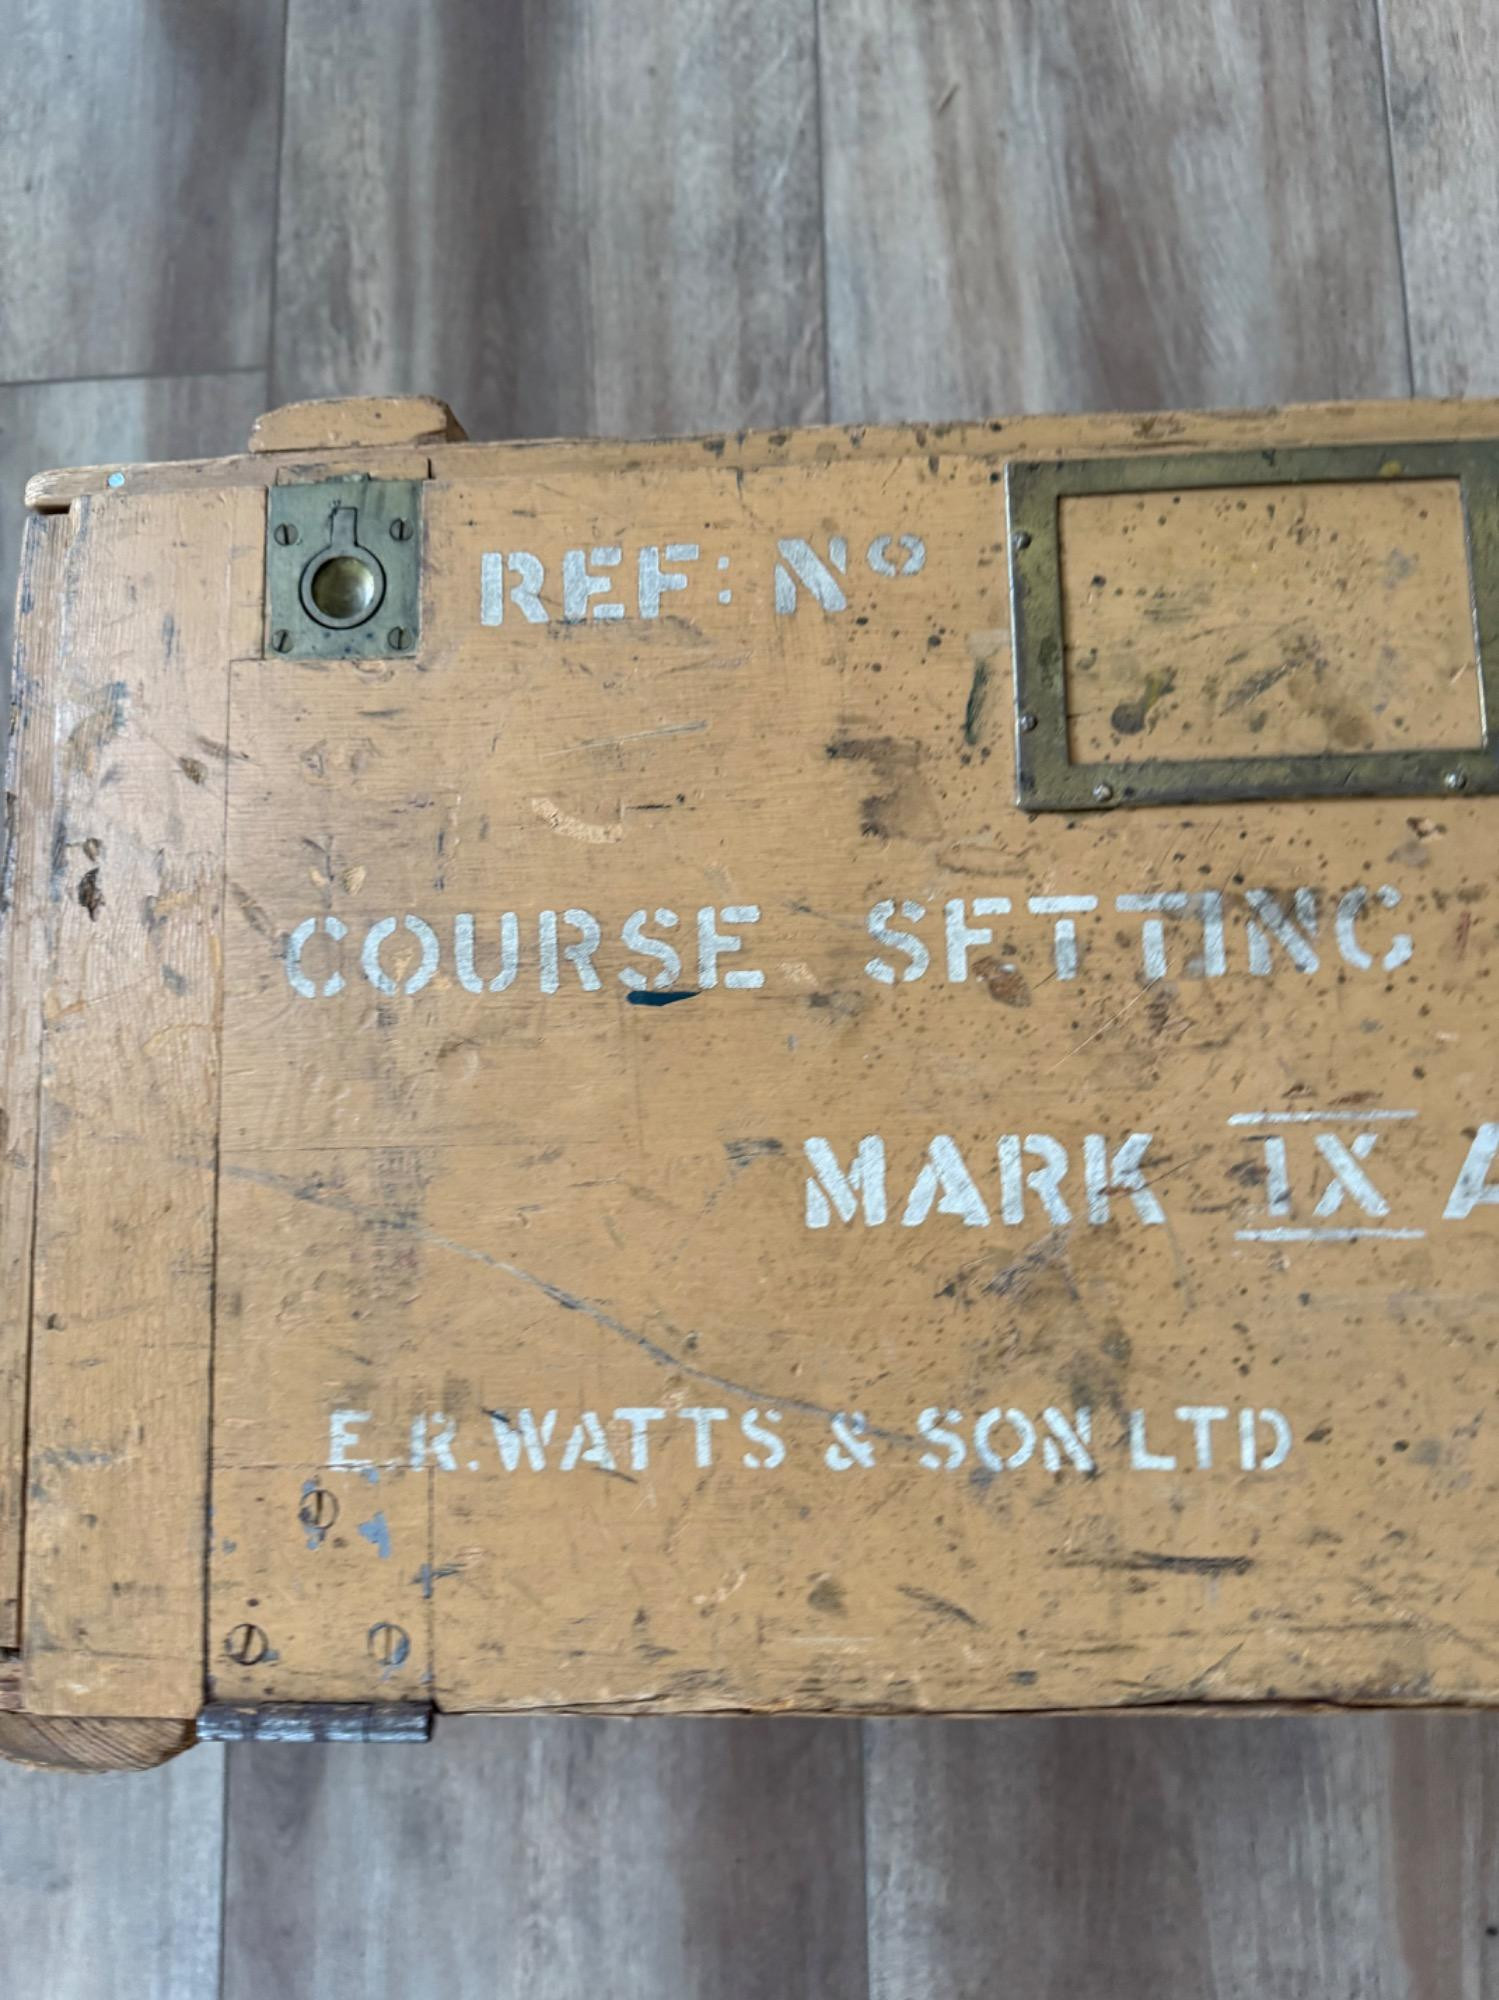 REF: Nº
COURSE SETTING
MARK IX A
E.R. WATTS & SON LTD